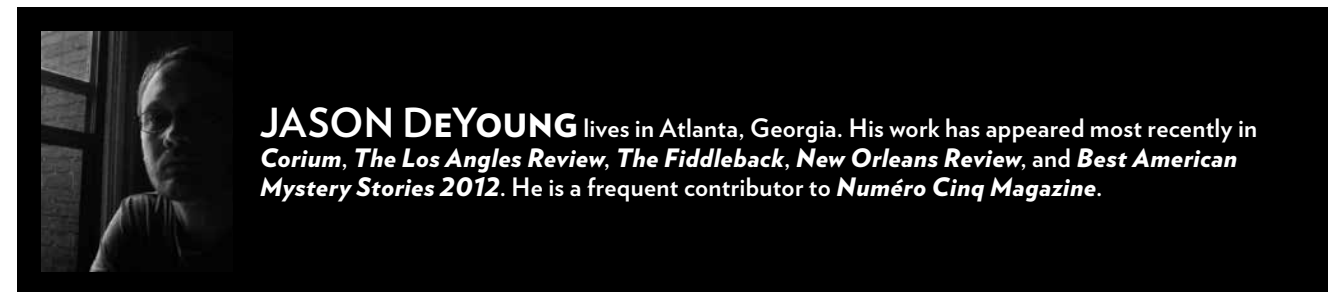 JASON DEYOUNG lives in Atlanta, Georgia. His work has appeared most recently in
Corium, The Los Angles Review, The Fiddleback, New Orleans Review, and Best American
Mystery Stories 2012. He is a frequent contributor to Numéro Cinq Magazine.